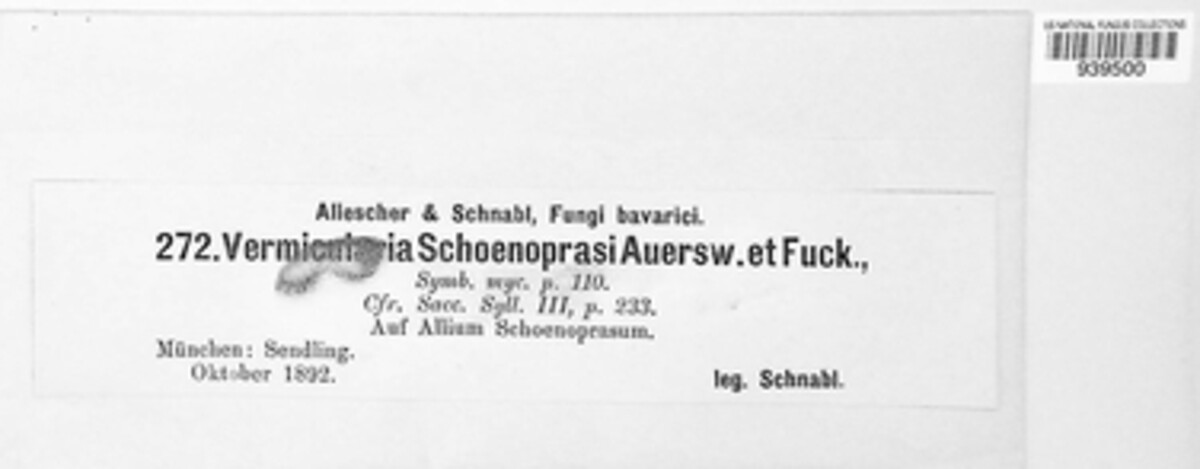 US NATIONAL FUNGUS COLLECTIONS
939500
Allescher & Schnabl, Fungi bavarici.
272. Vermicularia Schoenoprasi Auersw. et Fuck.,
Symb. myc. p. 110.
Cfr. Sacc. Syll. III, p. 233.
Auf Allium Schoenoprasum.
München: Sendling.
Oktober 1892.
leg. Schnabl.